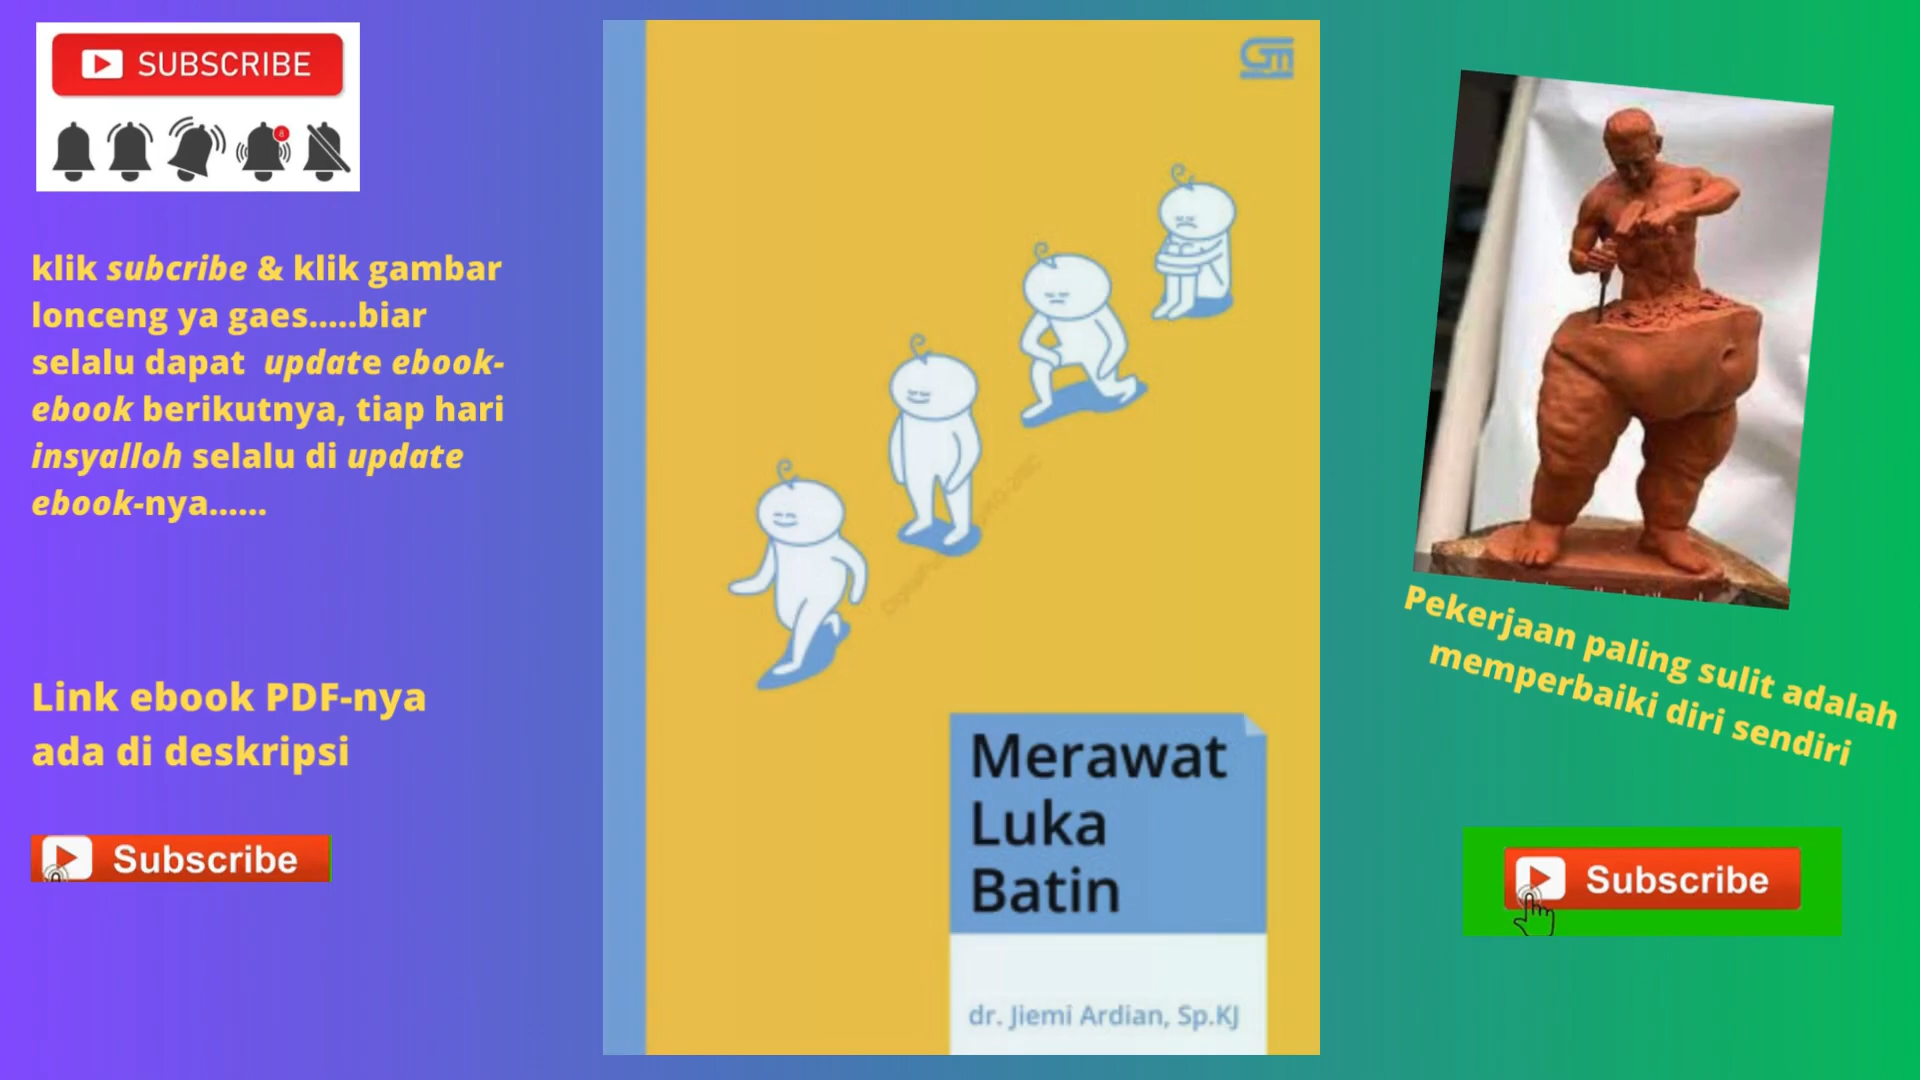 SUBSCRIBE
klik subcribe & klik gambar
lonceng ya gaes.....biar
selalu dapat update ebook-
ebook berikutnya, tiap hari
insyalloh selalu di update
ebook-nya......
Link ebook PDF-nya
ada di deskripsi
Subscribe
Gm
Merawat
Luka
Batin
dr. Jiemi Ardian, Sp.KJ
Pekerjaan paling sulit adalah
memperbaiki diri sendiri
Subscribe